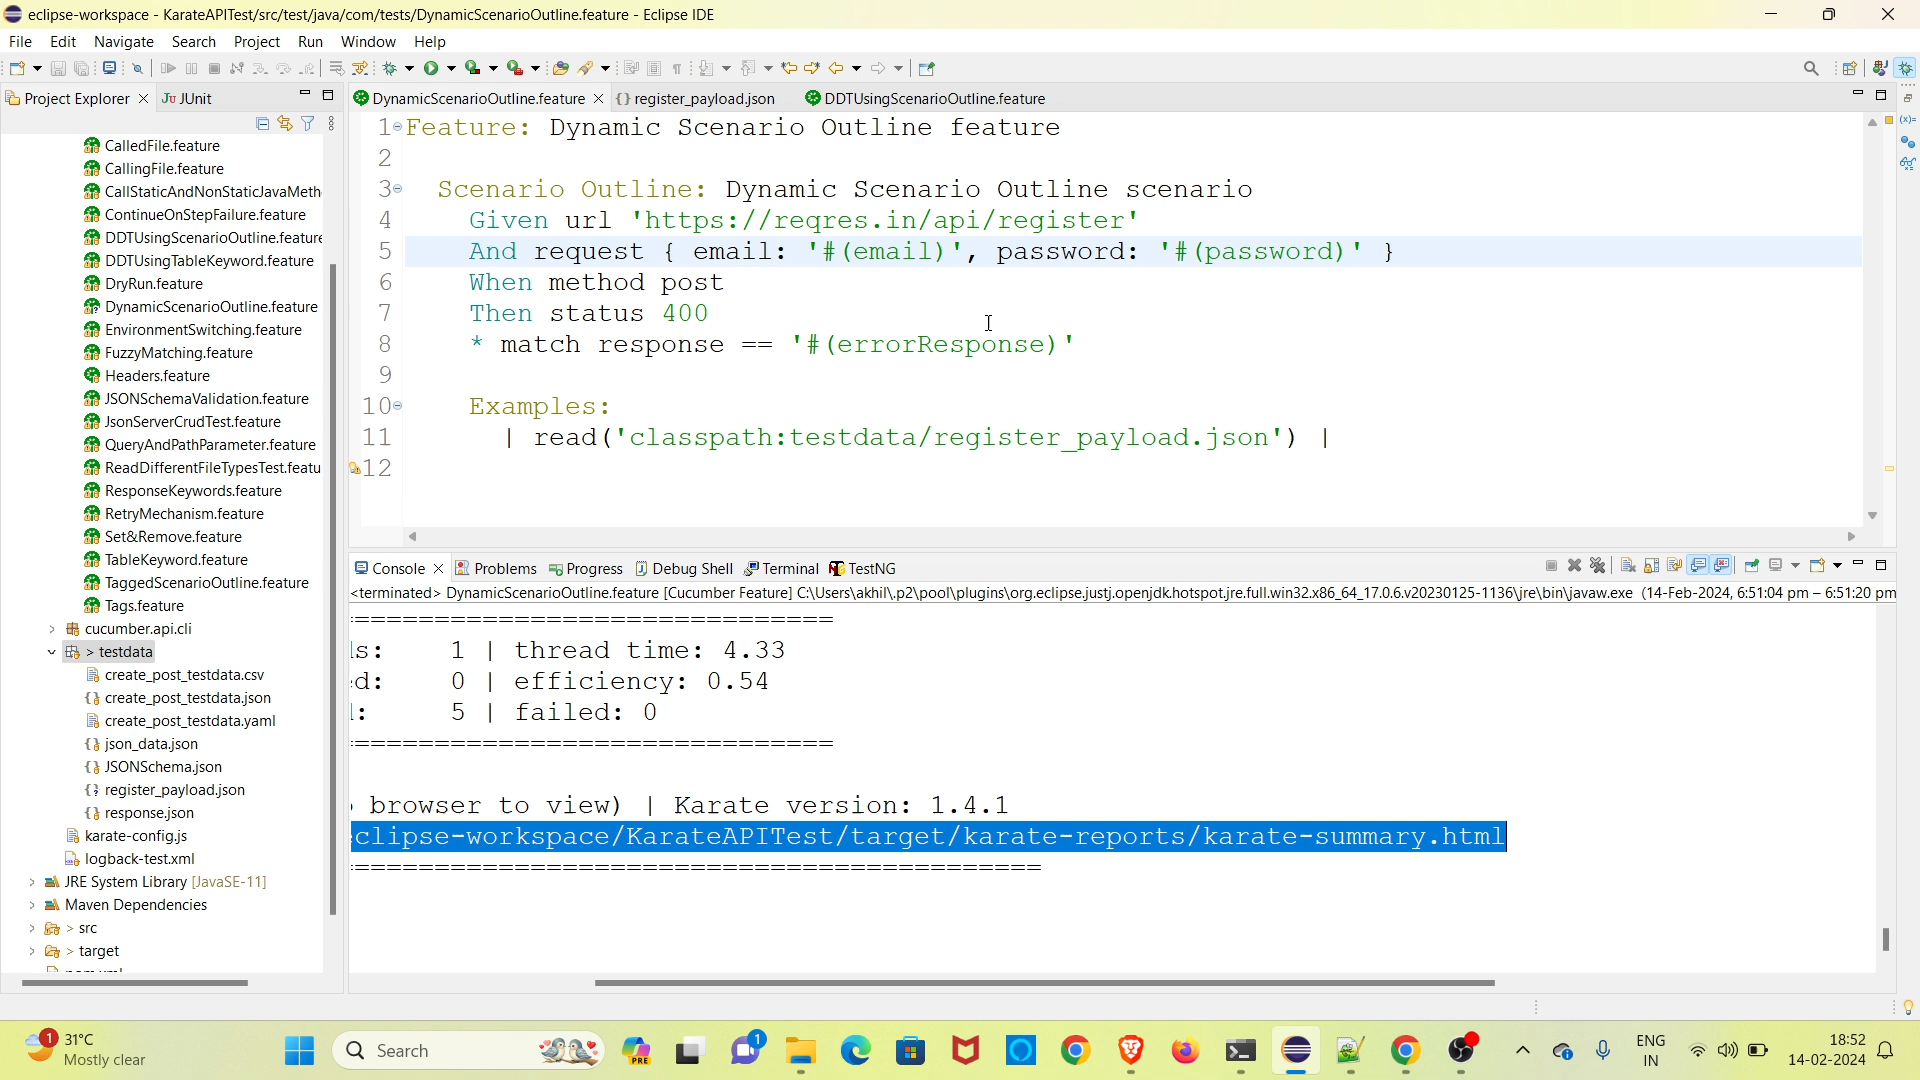 eclipse-workspace - KarateAPITest/src/test/java/com/tests/DynamicScenarioOutline.feature - Eclipse IDE
File Edit Navigate Search Project Run Window Help
Project Explorer JUnit
CalledFile.feature
CallingFile.feature
CallStaticAndNonStaticJavaMeth
ContinueOnStepFailure.feature
DDTUsingScenarioOutline.feature
DDTUsingTableKeyword.feature
DryRun.feature
DynamicScenarioOutline.feature
EnvironmentSwitching.feature
FuzzyMatching.feature
Headers.feature
JSONSchemaValidation.feature
JsonServerCrudTest.feature
QueryAndPathParameter.feature
ReadDifferentFileTypesTest.featu
ResponseKeywords.feature
RetryMechanism.feature
Set&Remove.feature
TableKeyword.feature
TaggedScenarioOutline.feature
Tags.feature
cucumber.api.cli
> testdata
create_post_testdata.csv
create_post_testdata.json
create_post_testdata.yaml
json_data.json
JSONSchema.json
register_payload.json
response.json
karate-config.js
logback-test.xml
JRE System Library [JavaSE-11]
Maven Dependencies
> src
> target
DynamicScenarioOutline.feature register_payload.json DDTUsingScenarioOutline.feature
1 Feature: Dynamic Scenario Outline feature
2
3 Scenario Outline: Dynamic Scenario Outline scenario
4 Given url 'https://reqres.in/api/register'
5 And request { email: '#(email)', password: '#(password)' }
6 When method post
7 Then status 400
8 * match response == '#(errorResponse)'
9
10 Examples:
11 | read('classpath:testdata/register_payload.json') |
12
Console Problems Progress Debug Shell Terminal TestNG
<terminated> DynamicScenarioOutline.feature [Cucumber Feature] C:\Users\akhil\.p2\pool\plugins\org.eclipse.justj.openjdk.hotspot.jre.full.win32.x86_64_17.0.6.v20230125-1136\jre\bin\javaw.exe (14-Feb-2024, 6:51:04 pm – 6:51:20 pm
==============================
s: 1 | thread time: 4.33
d: 0 | efficiency: 0.54
: 5 | failed: 0
==============================
browser to view) | Karate version: 1.4.1
clipse-workspace/KarateAPITest/target/karate-reports/karate-summary.html
===========================================
1
31°C
Mostly clear
Search
PRE
1
ENG
IN
18:52
14-02-2024